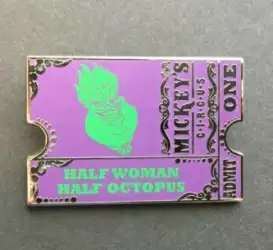 HALF WOMAN
HALF OCTOPUS
MICKEY'S
CIRCUS
ADMIT ONE